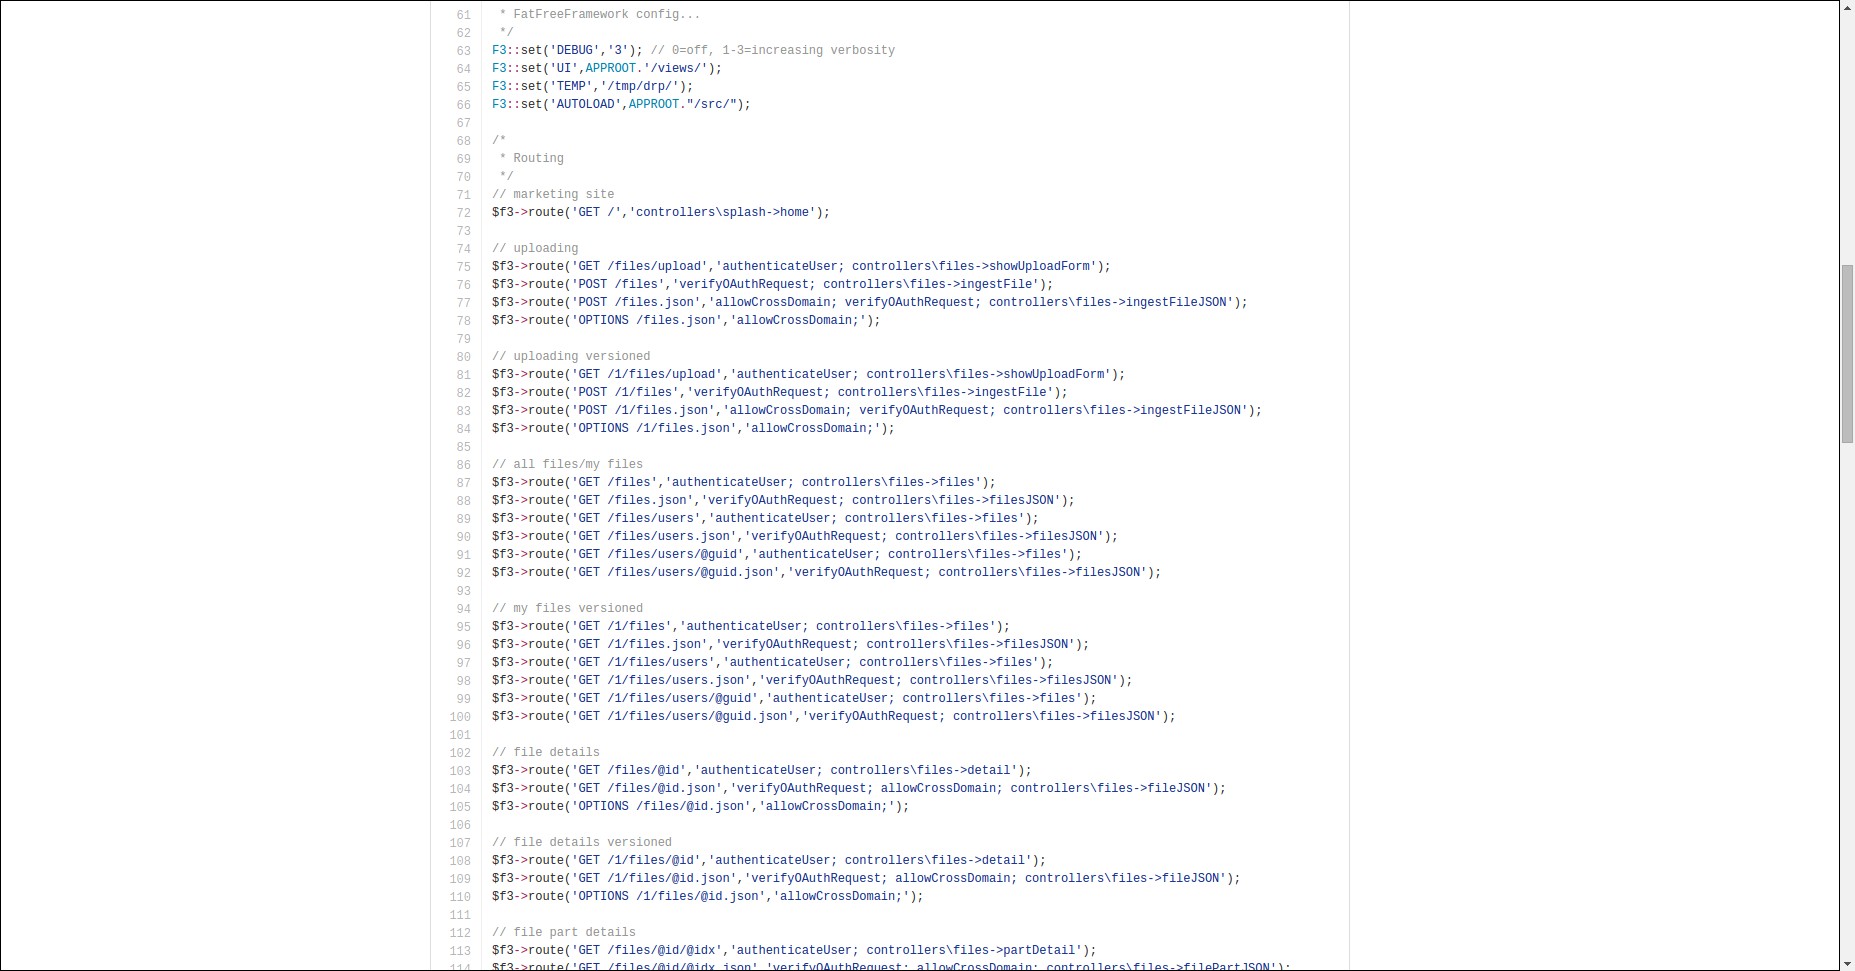 61 * FatFreeFramework config...
62 */
63 F3::set('DEBUG','3'); // 0=off, 1-3=increasing verbosity
64 F3::set('UI',APPROOT.'/views/');
65 F3::set('TEMP','/tmp/drp/');
66 F3::set('AUTOLOAD',APPROOT."/src/");
67
68 /*
69 * Routing
70 */
71 // marketing site
72 $f3->route('GET /','controllers\splash->home');
73
74 // uploading
75 $f3->route('GET /files/upload','authenticateUser; controllers\files->showUploadForm');
76 $f3->route('POST /files','verifyOAuthRequest; controllers\files->ingestFile');
77 $f3->route('POST /files.json','allowCrossDomain; verifyOAuthRequest; controllers\files->ingestFileJSON');
78 $f3->route('OPTIONS /files.json','allowCrossDomain;');
79
80 // uploading versioned
81 $f3->route('GET /1/files/upload','authenticateUser; controllers\files->showUploadForm');
82 $f3->route('POST /1/files','verifyOAuthRequest; controllers\files->ingestFile');
83 $f3->route('POST /1/files.json','allowCrossDomain; verifyOAuthRequest; controllers\files->ingestFileJSON');
84 $f3->route('OPTIONS /1/files.json','allowCrossDomain;');
85
86 // all files/my files
87 $f3->route('GET /files','authenticateUser; controllers\files->files');
88 $f3->route('GET /files.json','verifyOAuthRequest; controllers\files->filesJSON');
89 $f3->route('GET /files/users','authenticateUser; controllers\files->files');
90 $f3->route('GET /files/users.json','verifyOAuthRequest; controllers\files->filesJSON');
91 $f3->route('GET /files/users/@guid','authenticateUser; controllers\files->files');
92 $f3->route('GET /files/users/@guid.json','verifyOAuthRequest; controllers\files->filesJSON');
93
94 // my files versioned
95 $f3->route('GET /1/files','authenticateUser; controllers\files->files');
96 $f3->route('GET /1/files.json','verifyOAuthRequest; controllers\files->filesJSON');
97 $f3->route('GET /1/files/users','authenticateUser; controllers\files->files');
98 $f3->route('GET /1/files/users.json','verifyOAuthRequest; controllers\files->filesJSON');
99 $f3->route('GET /1/files/users/@guid','authenticateUser; controllers\files->files');
100 $f3->route('GET /1/files/users/@guid.json','verifyOAuthRequest; controllers\files->filesJSON');
101
102 // file details
103 $f3->route('GET /files/@id','authenticateUser; controllers\files->detail');
104 $f3->route('GET /files/@id.json','verifyOAuthRequest; allowCrossDomain; controllers\files->fileJSON');
105 $f3->route('OPTIONS /files/@id.json','allowCrossDomain;');
106
107 // file details versioned
108 $f3->route('GET /1/files/@id','authenticateUser; controllers\files->detail');
109 $f3->route('GET /1/files/@id.json','verifyOAuthRequest; allowCrossDomain; controllers\files->fileJSON');
110 $f3->route('OPTIONS /1/files/@id.json','allowCrossDomain;');
111
112 // file part details
113 $f3->route('GET /files/@id/@idx','authenticateUser; controllers\files->partDetail');
114 $f3->route('GET /files/@id/@idx.json','verifyOAuthRequest; allowCrossDomain; controllers\files->filePartJSON');